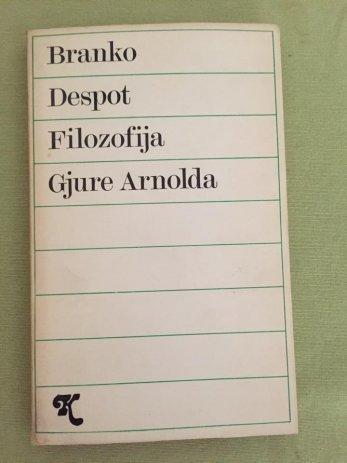 Branko
Despot
Filozofija
Gjure Arnolda
K